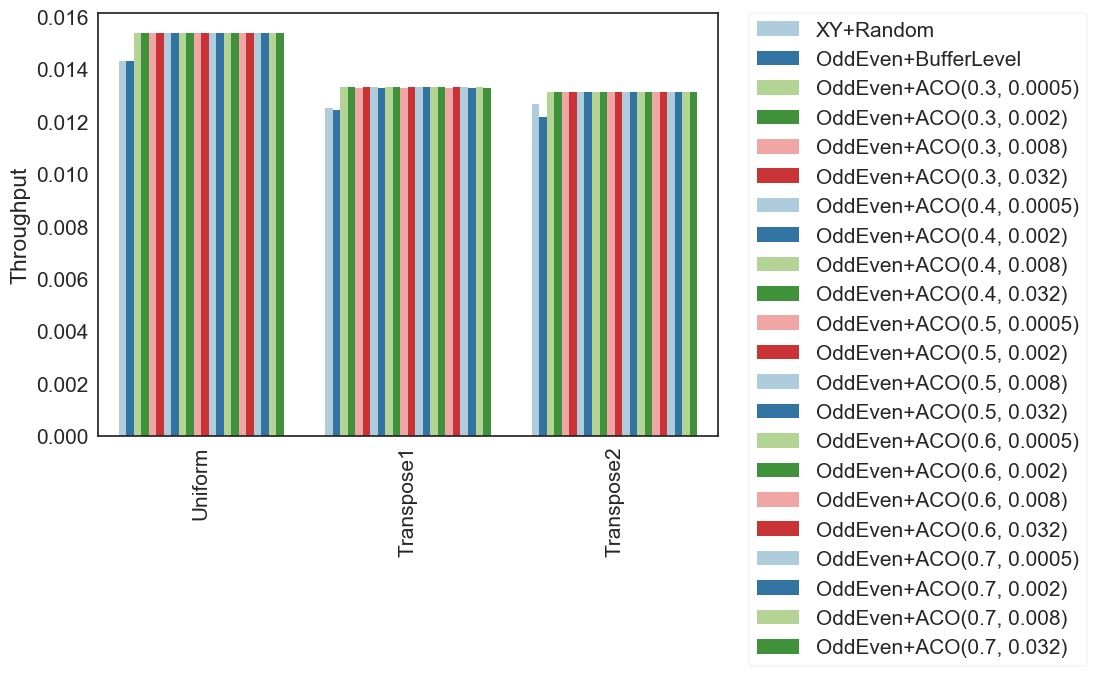 0.016
0.014
0.012
0.010
0.008
0.006
0.004
0.002
0.000
Throughput
Uniform
Transpose1
Transpose2
XY+Random
OddEven+BufferLevel
OddEven+ACO(0.3, 0.0005)
OddEven+ACO(0.3, 0.002)
OddEven+ACO(0.3, 0.008)
OddEven+ACO(0.3, 0.032)
OddEven+ACO(0.4, 0.0005)
OddEven+ACO(0.4, 0.002)
OddEven+ACO(0.4, 0.008)
OddEven+ACO(0.4, 0.032)
OddEven+ACO(0.5, 0.0005)
OddEven+ACO(0.5, 0.002)
OddEven+ACO(0.5, 0.008)
OddEven+ACO(0.5, 0.032)
OddEven+ACO(0.6, 0.0005)
OddEven+ACO(0.6, 0.002)
OddEven+ACO(0.6, 0.008)
OddEven+ACO(0.6, 0.032)
OddEven+ACO(0.7, 0.0005)
OddEven+ACO(0.7, 0.002)
OddEven+ACO(0.7, 0.008)
OddEven+ACO(0.7, 0.032)